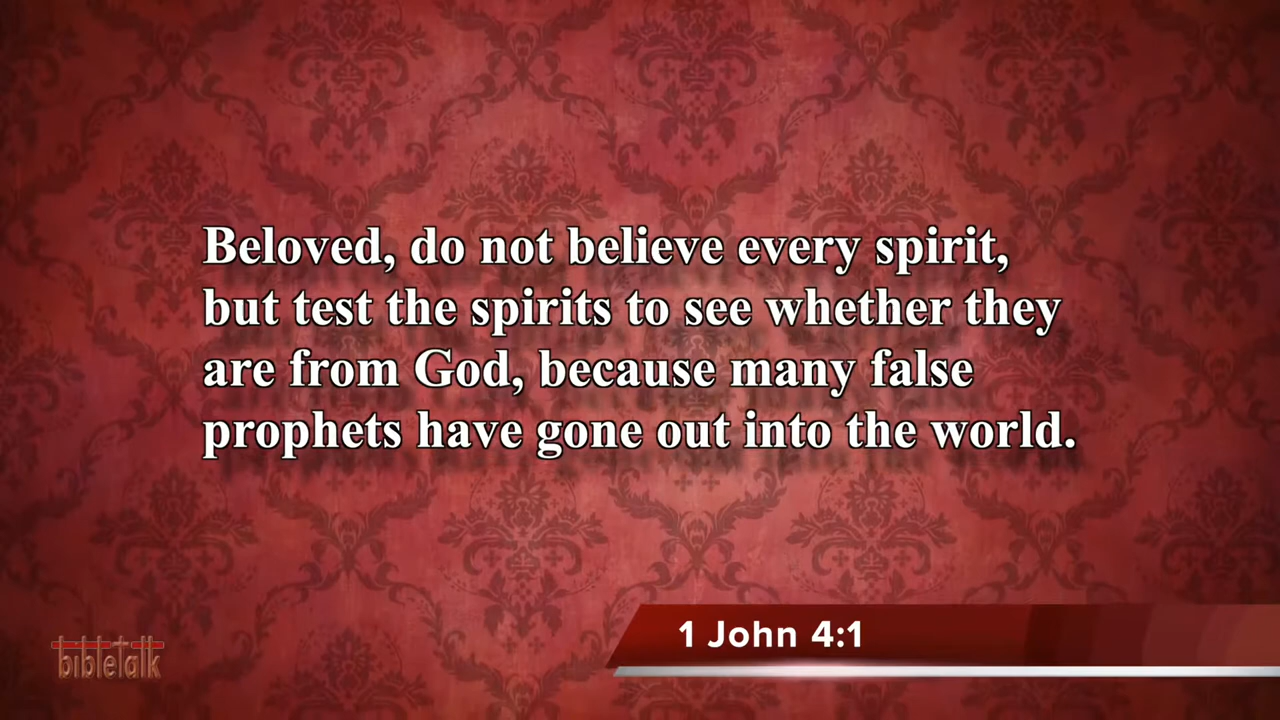 Beloved, do not believe every spirit,
but test the spirits to see whether they
are from God, because many false
prophets have gone out into the world.
1 John 4:1
bibletalk